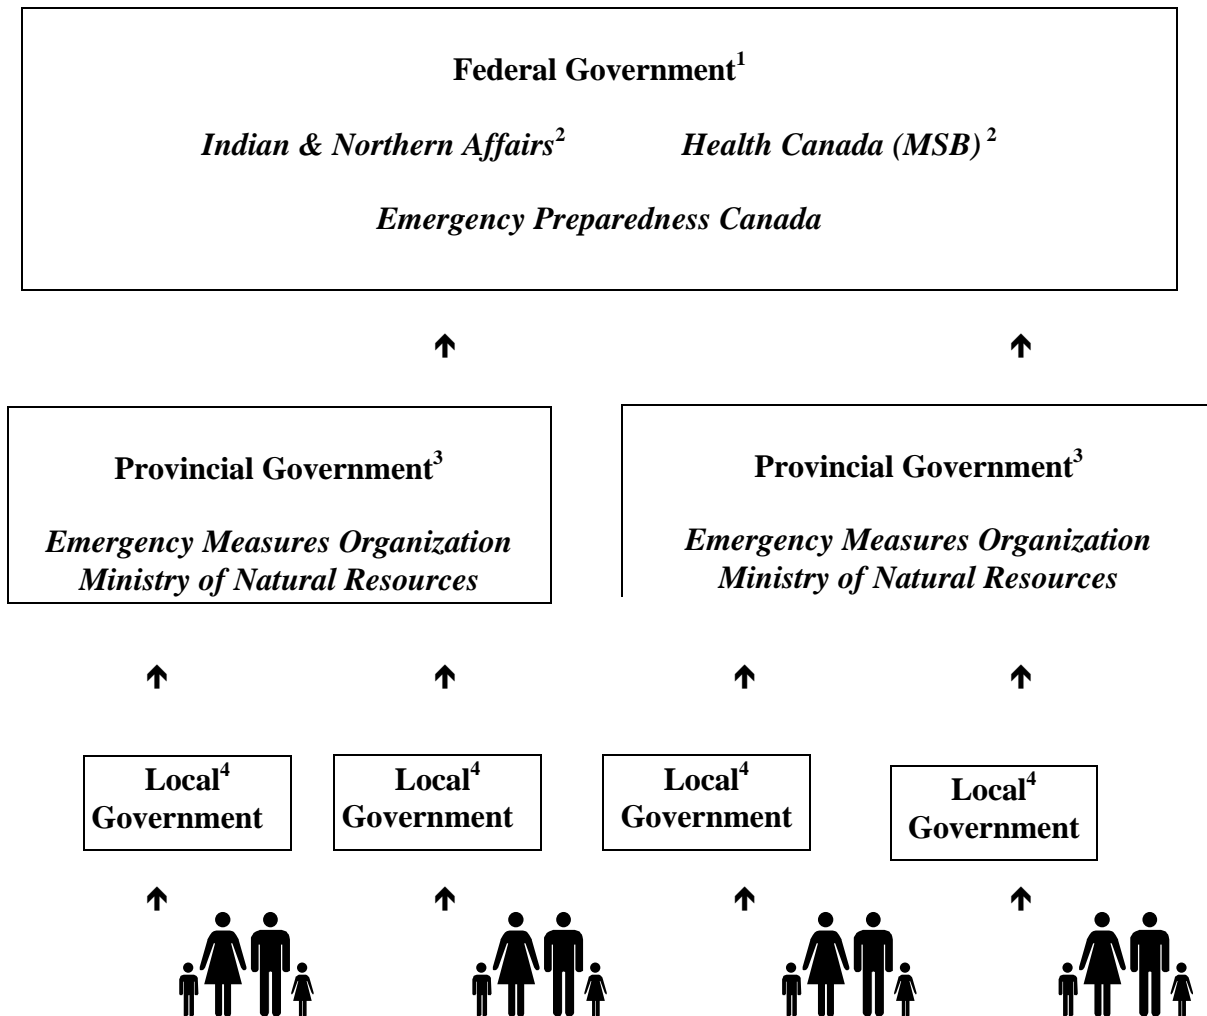 Federal Government¹
Indian & Northern Affairs² Health Canada (MSB)²
Emergency Preparedness Canada
Provincial Government³
Emergency Measures Organization
Ministry of Natural Resources
Provincial Government³
Emergency Measures Organization
Ministry of Natural Resources
Local⁴
Government
Local⁴
Government
Local⁴
Government
Local⁴
Government